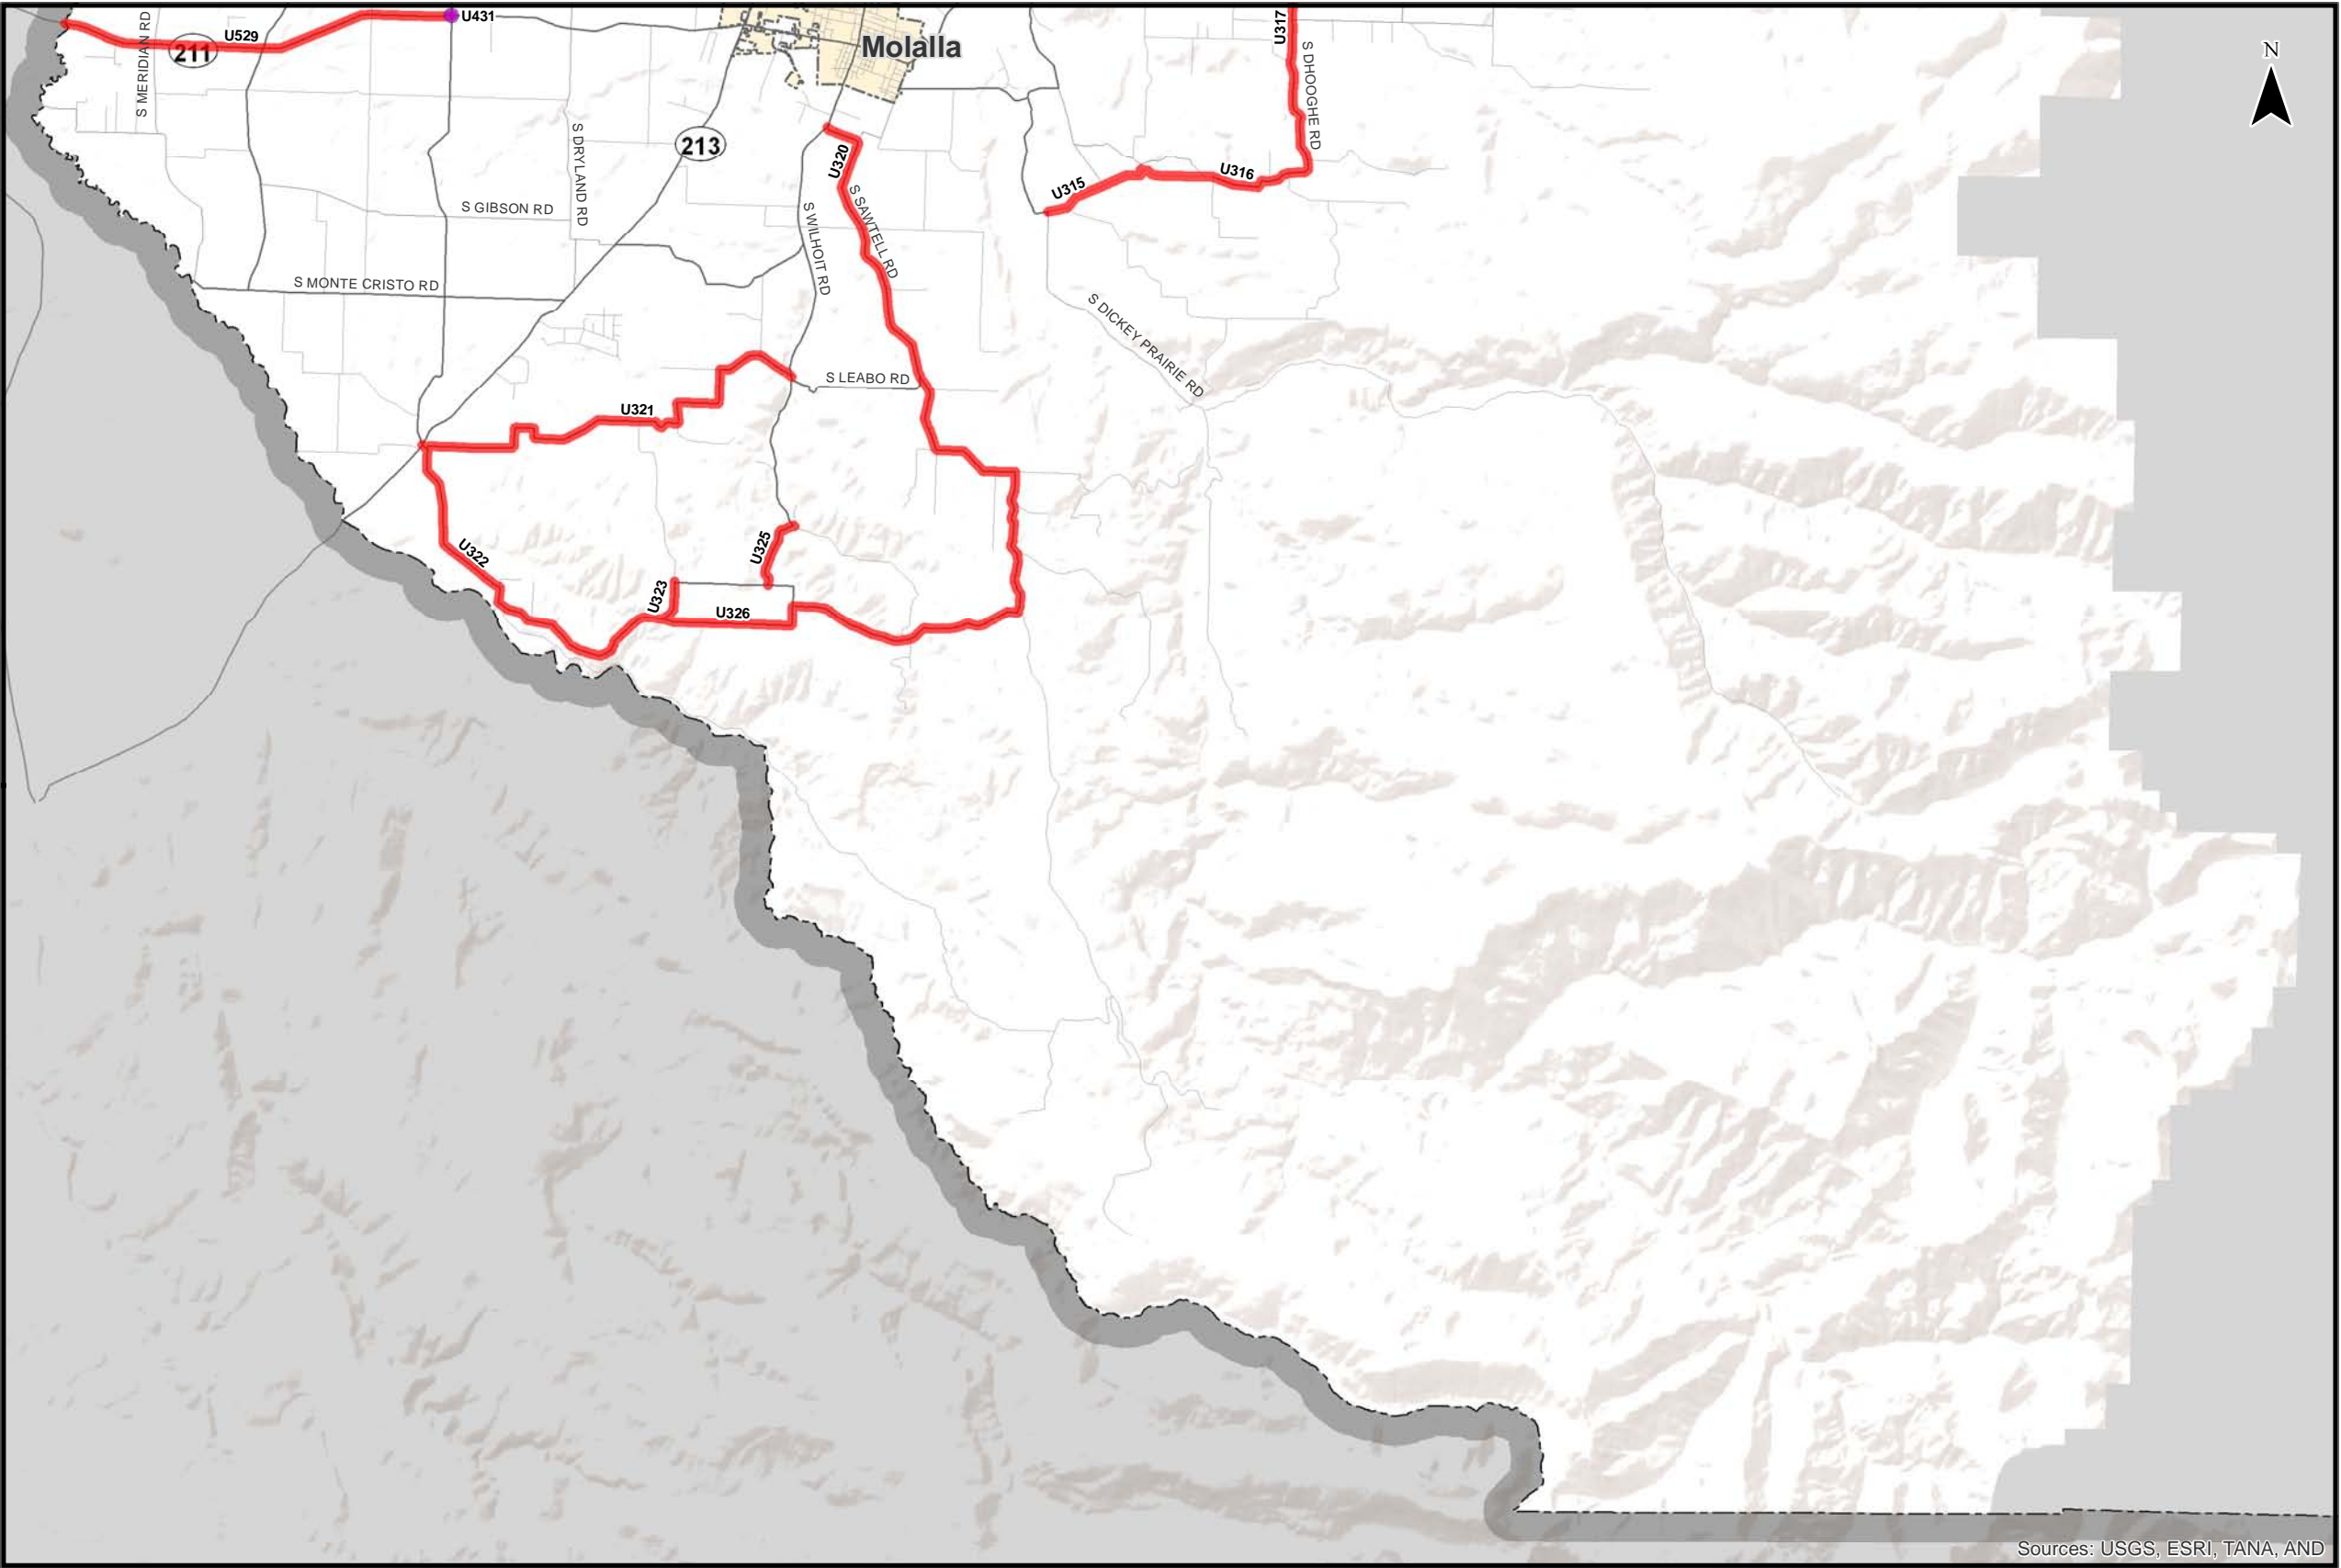 U431
U317
S MERIDIAN RD
U529
211
Molalla
N
S DHOOGHE RD
S DRYLAND RD
213
U320
U316
U315
S GIBSON RD
S WILHOIT RD
S SAWTELL RD
S MONTE CRISTO RD
S DICKEY PRAIRIE RD
S LEABO RD
U321
U322
U325
U323
U326
Sources: USGS, ESRI, TANA, AND